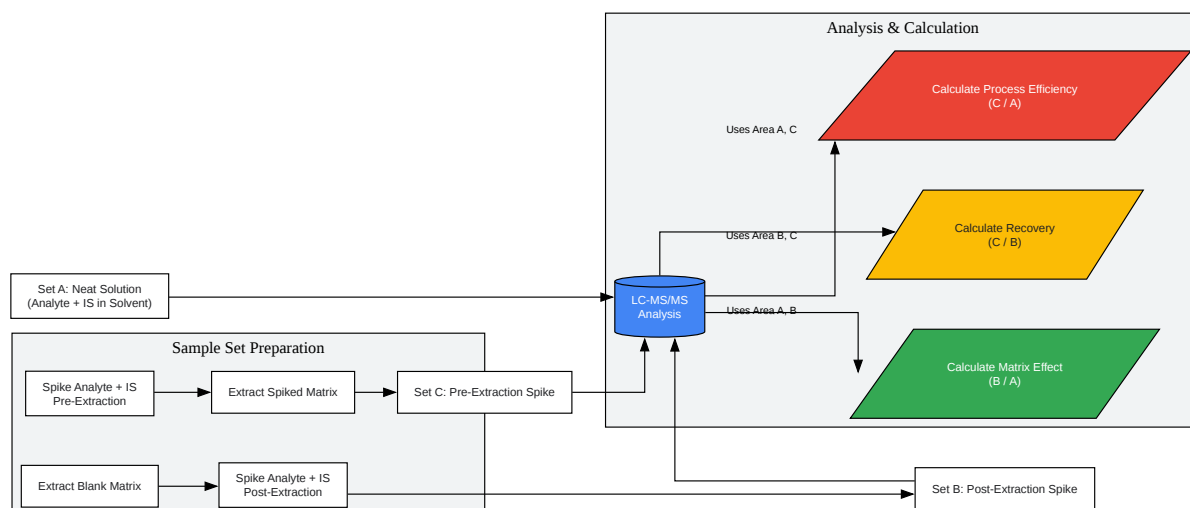 Analysis & Calculation
Calculate Process Efficiency
(C / A)
Uses Area A, C
Calculate Recovery
(C / B)
Uses Area B, C
Set A: Neat Solution
(Analyte + IS in Solvent)
LC-MS/MS
Analysis
Uses Area A, B
Sample Set Preparation
Calculate Matrix Effect
(B / A)
Spike Analyte + IS
Pre-Extraction
Extract Spiked Matrix
Set C: Pre-Extraction Spike
Extract Blank Matrix
Spike Analyte + IS
Post-Extraction
Set B: Post-Extraction Spike